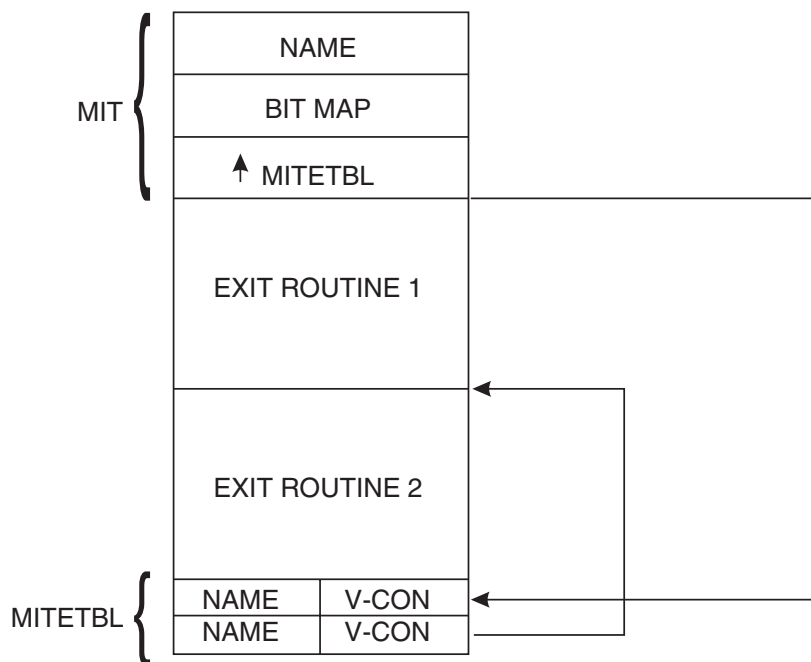 NAME
MIT
BIT MAP
MITETBL
EXIT ROUTINE 1
EXIT ROUTINE 2
MITETBL
NAME V-CON
NAME V-CON